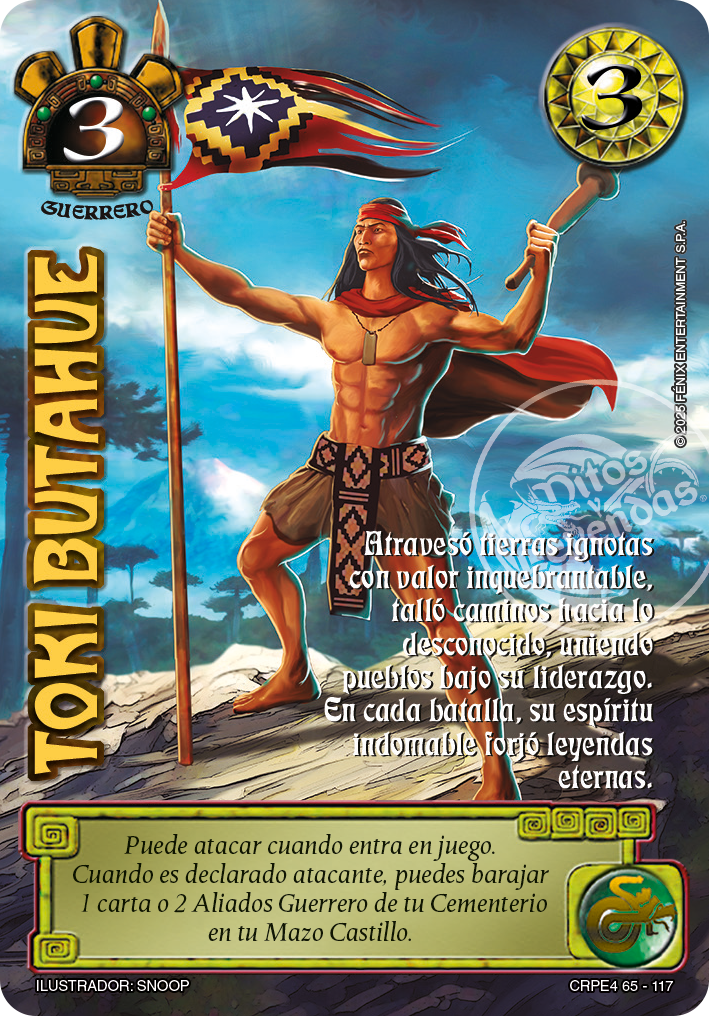 3
3
GUERRERO
TOKI BUTAHUE
© 2025 FÉNIX ENTERTAINMENT S.P.A.
Mitos
y
Leyendas®
Atravesó tierras ignotas
con valor inquebrantable,
talló caminos hacia lo
desconocido, uniendo
pueblos bajo su liderazgo.
En cada batalla, su espíritu
indomable forjó leyendas
eternas.
Puede atacar cuando entra en juego.
Cuando es declarado atacante, puedes barajar
1 carta o 2 Aliados Guerrero de tu Cementerio
en tu Mazo Castillo.
ILUSTRADOR: SNOOP
CRPE4 65 - 117